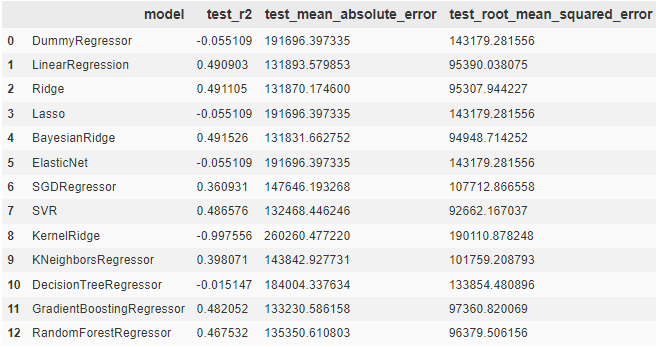 model test_r2 test_mean_absolute_error test_root_mean_squared_error
0 DummyRegressor -0.055109 191696.397335 143179.281556
1 LinearRegression 0.490903 131893.579853 95390.038075
2 Ridge 0.491105 131870.174600 95307.944227
3 Lasso -0.055109 191696.397335 143179.281556
4 BayesianRidge 0.491526 131831.662752 94948.714252
5 ElasticNet -0.055109 191696.397335 143179.281556
6 SGDRegressor 0.360931 147646.193268 107712.866558
7 SVR 0.486576 132468.446246 92662.167037
8 KernelRidge -0.997556 260260.477220 190110.878248
9 KNeighborsRegressor 0.398071 143842.927731 101759.208793
10 DecisionTreeRegressor -0.015147 184004.337634 133854.480896
11 GradientBoostingRegressor 0.482052 133230.586158 97360.820069
12 RandomForestRegressor 0.467532 135350.610803 96379.506156